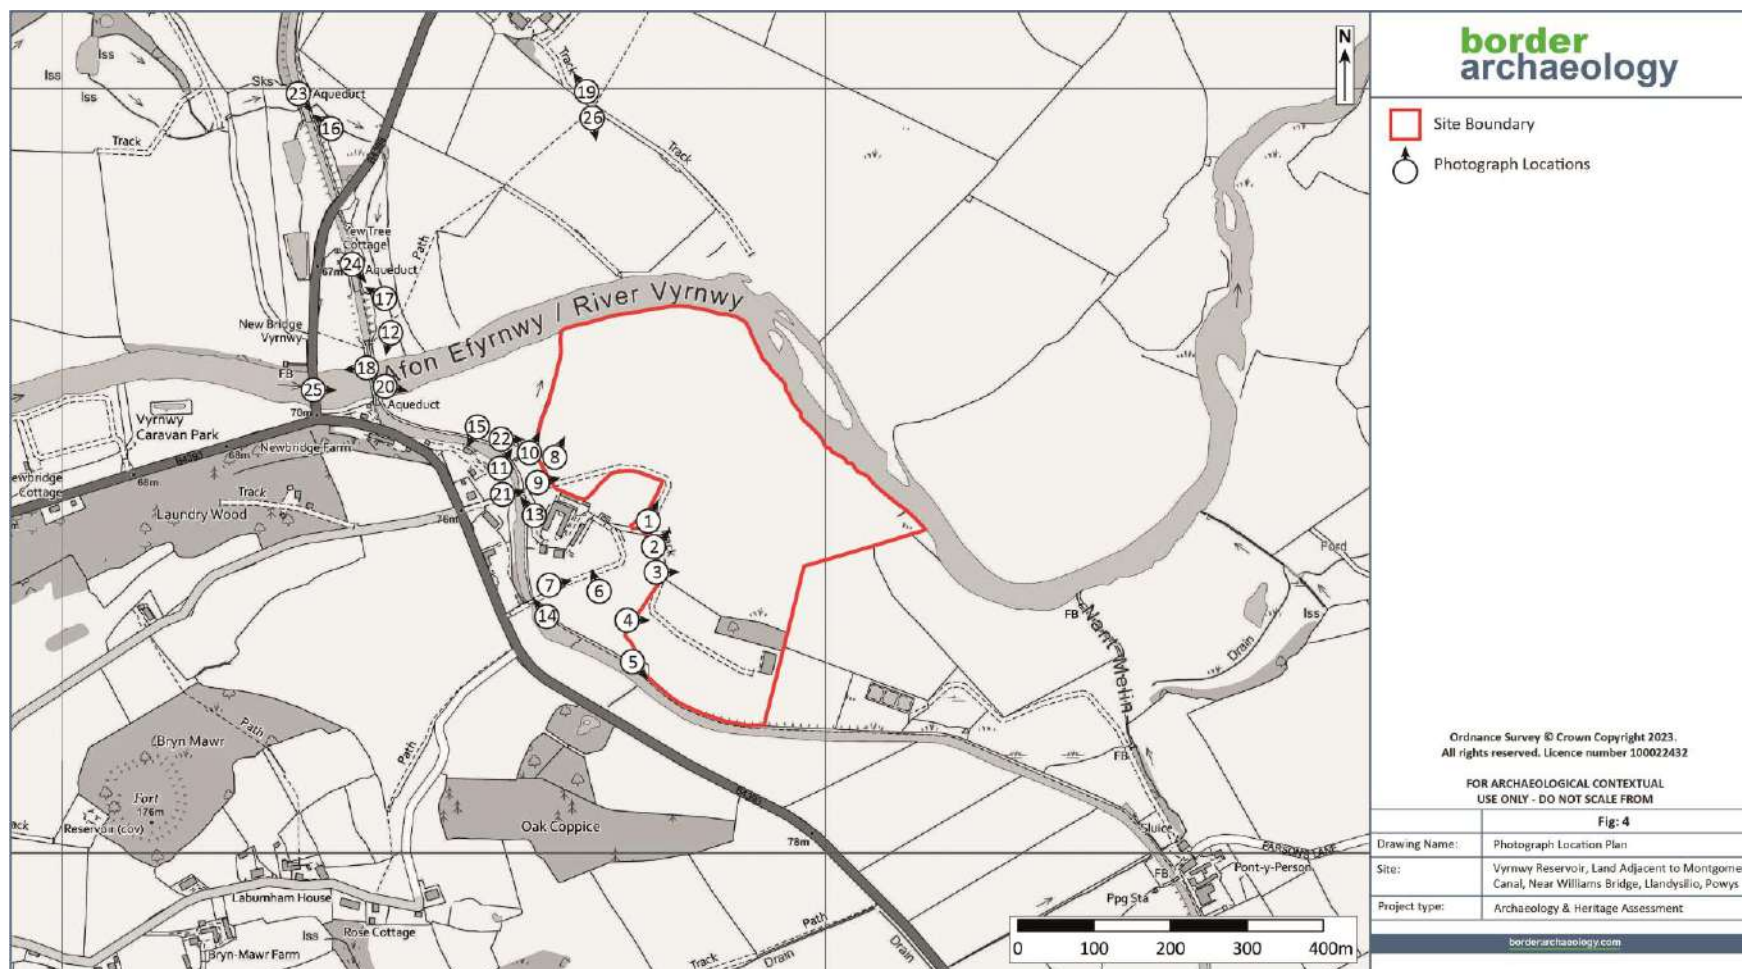 border
archaeology
N
Site Boundary
Photograph Locations
Iss
Iss
Iss
Track
Sks
23
Aqueduct
16
Track
19
26
Track
Yew Tree
Cottage
67m
24
Aqueduct
17
Path
New Bridge
Vyrnwy
12
18
FB
25
20
Aqueduct
Afon Efyrnwy / River Vyrnwy
70m
Vyrnwy
Caravan Park
B4393
68m
68m
Newbridge Farm
ewbridge
Cottage
Track
Laundry Wood
76m
15
22
10
8
11
9
21
13
1
2
3
7
6
4
14
5
Ford
Iss
FB
Nant Melin
Drain
Bryn Mawr
Path
Path
Fort
176m
Reservoir (cov)
Oak Coppice
78m
FB
Sluice
PARSONS LANE
Pont-y-Person
FB
Ppg Sta
Laburnham House
Rose Cottage
Iss
Bryn-Mawr Farm
Path
Track
Drain
Drain
0 100 200 300 400m
Ordnance Survey © Crown Copyright 2023.
All rights reserved. Licence number 100022432
FOR ARCHAEOLOGICAL CONTEXTUAL
USE ONLY - DO NOT SCALE FROM
Fig: 4
Drawing Name: Photograph Location Plan
Site: Vyrnwy Reservoir, Land Adjacent to Montgome
Canal, Near Williams Bridge, Llandysilio, Powys
Project type: Archaeology & Heritage Assessment
borderarchaeology.com